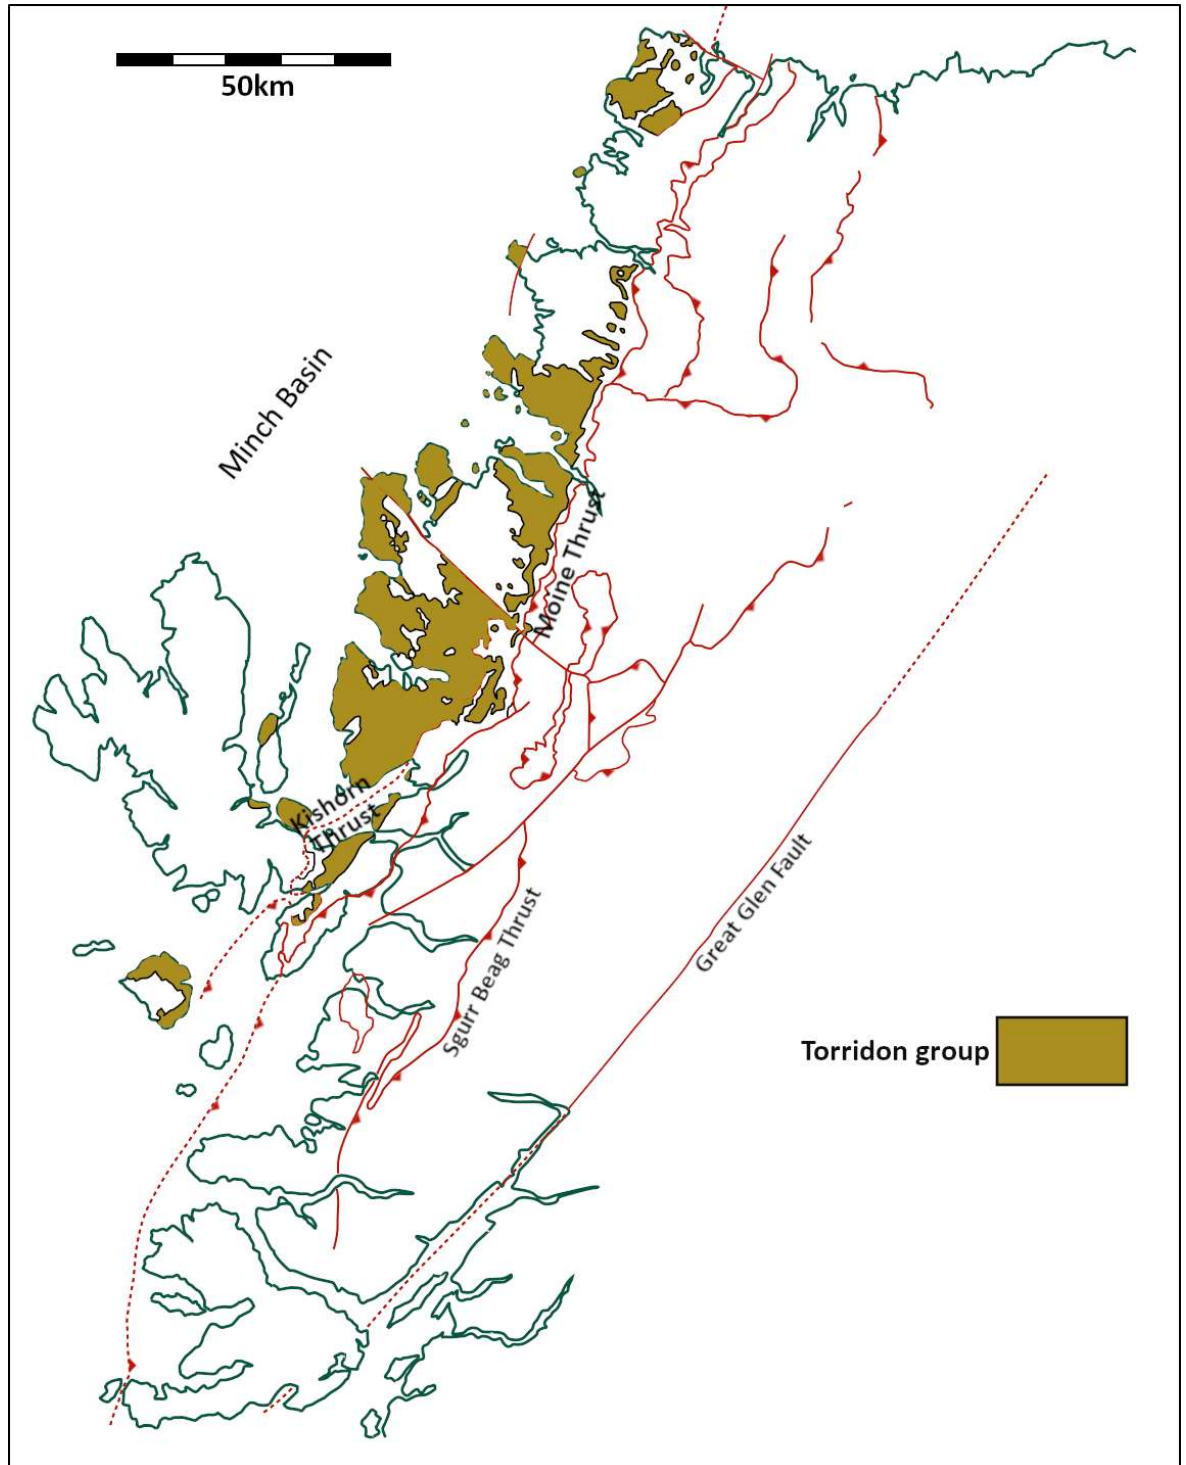 50km
Minch Basin
Moine Thrust
Kishorn
Thrust
Great Glen Fault
Sgurr Beag Thrust
Torridon group